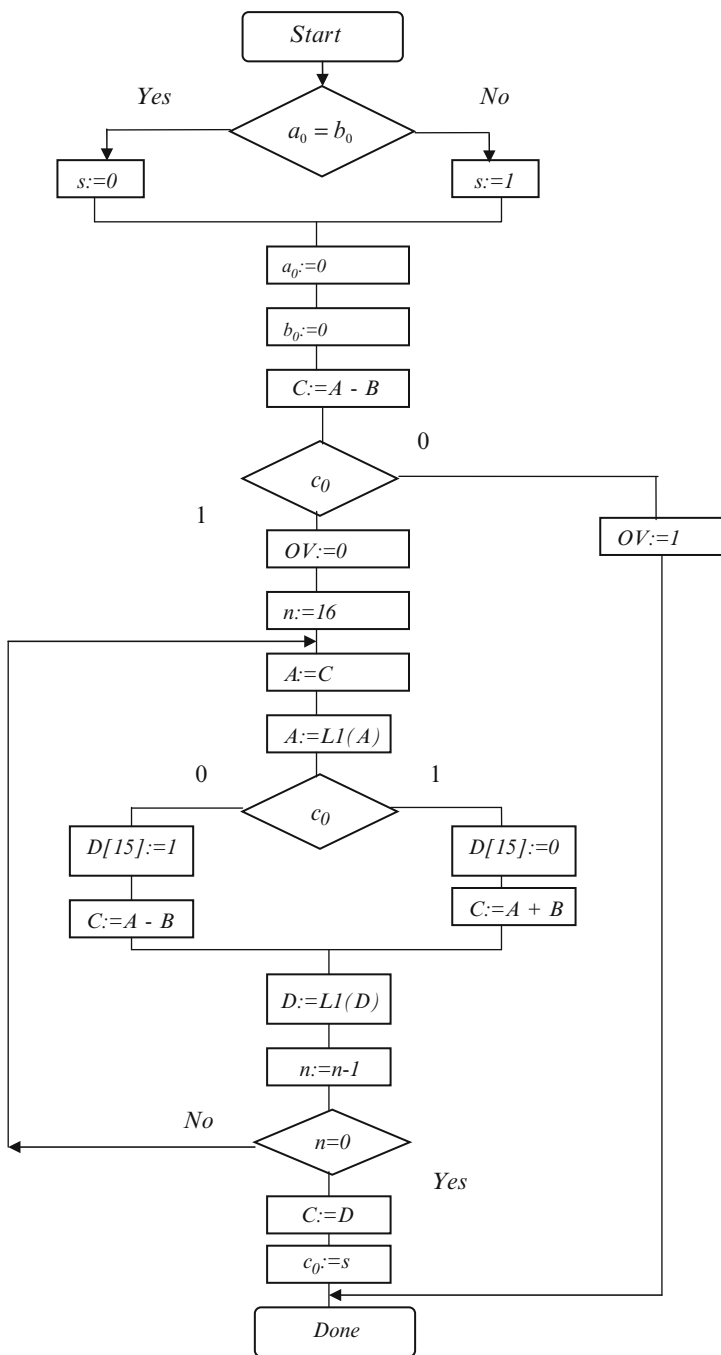 Start
Yes
No
a₀ = b₀
s:=0
s:=1
a₀:=0
b₀:=0
C:=A - B
0
c₀
1
OV:=0
OV:=1
n:=16
A:=C
A:=L1(A)
0
1
c₀
D[15]:=1
D[15]:=0
C:=A - B
C:=A + B
D:=L1(D)
n:=n-1
No
n=0
Yes
C:=D
c₀:=s
Done